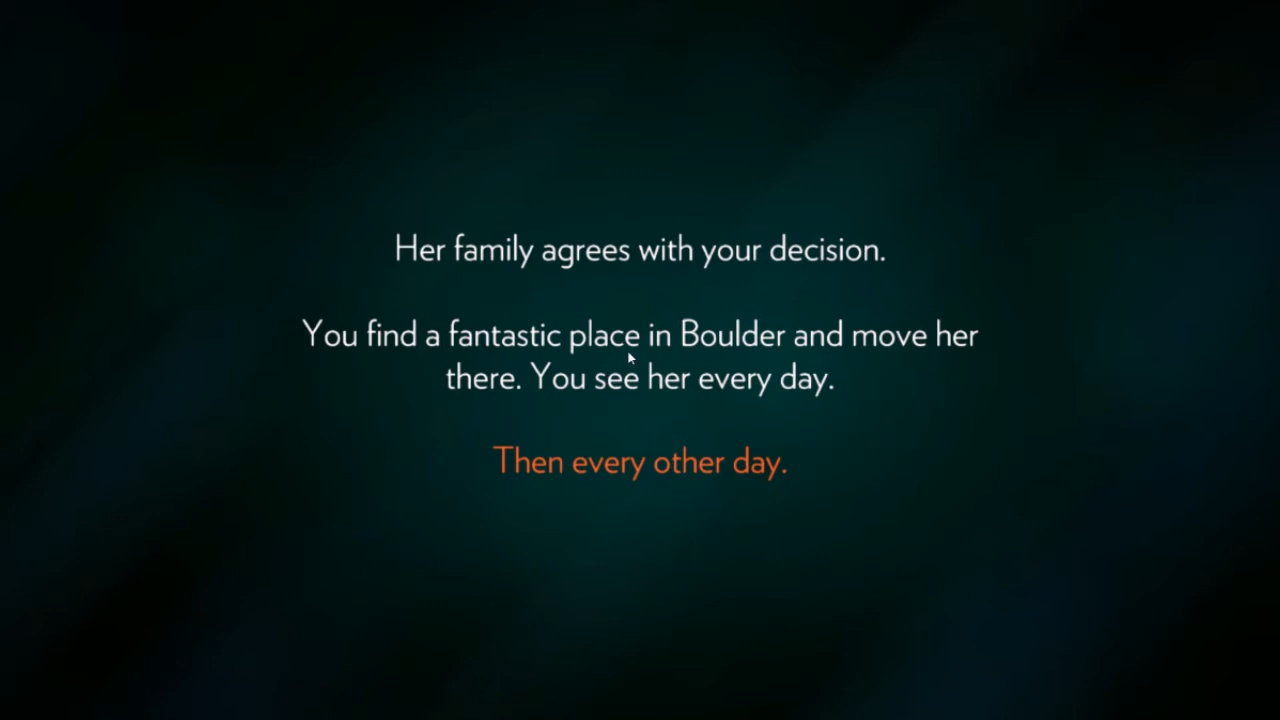 Her family agrees with your decision.
You find a fantastic place in Boulder and move her
there. You see her every day.
Then every other day.